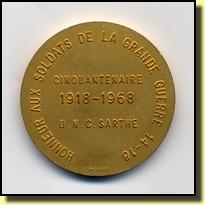 HONNEUR AUX SOLDATS DE LA GRANDE GUERRE 14-18
CINQUANTENAIRE
1918-1968
U.N.C. SARTHE